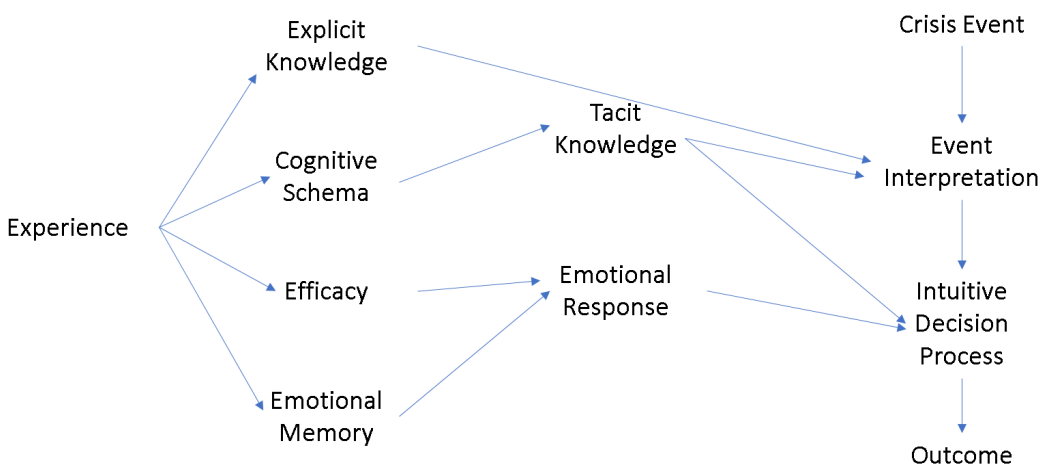 Explicit
Knowledge
Crisis Event
Tacit
Knowledge
Event
Interpretation
Cognitive
Schema
Experience
Efficacy
Emotional
Response
Intuitive
Decision
Process
Emotional
Memory
Outcome